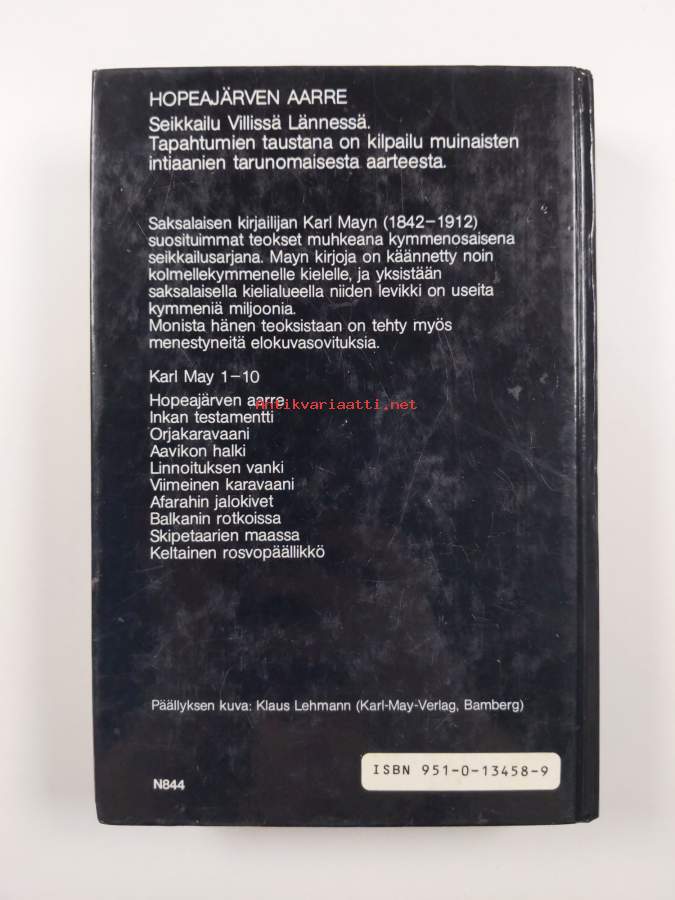 HOPEAJÄRVEN AARRE
Seikkailu Villissä Lännessä.
Tapahtumien taustana on kilpailu muinaisten
intiaanien tarunomaisesta aarteesta.
Saksalaisen kirjailijan Karl Mayn (1842–1912)
suosituimmat teokset muhkeana kymmenosaisena
seikkailusarjana. Mayn kirjoja on käännetty noin
kolmellekymmenelle kielelle, ja yksistään
saksalaisella kielialueella niiden levikki on useita
kymmeniä miljoonia.
Monista hänen teoksistaan on tehty myös
menestyneitä elokuvasovituksia.
Karl May 1–10
Hopeajärven aarre
Antikvariaatti.net
Inkan testamentti
Orjakaravaani
Aavikon halki
Linnoituksen vanki
Viimeinen karavaani
Afarahin jalokivet
Balkanin rotkoissa
Skipetaarien maassa
Keltainen rosvopäällikkö
Päällyksen kuva: Klaus Lehmann (Karl-May-Verlag, Bamberg)
ISBN 951-0-13458-9
N844